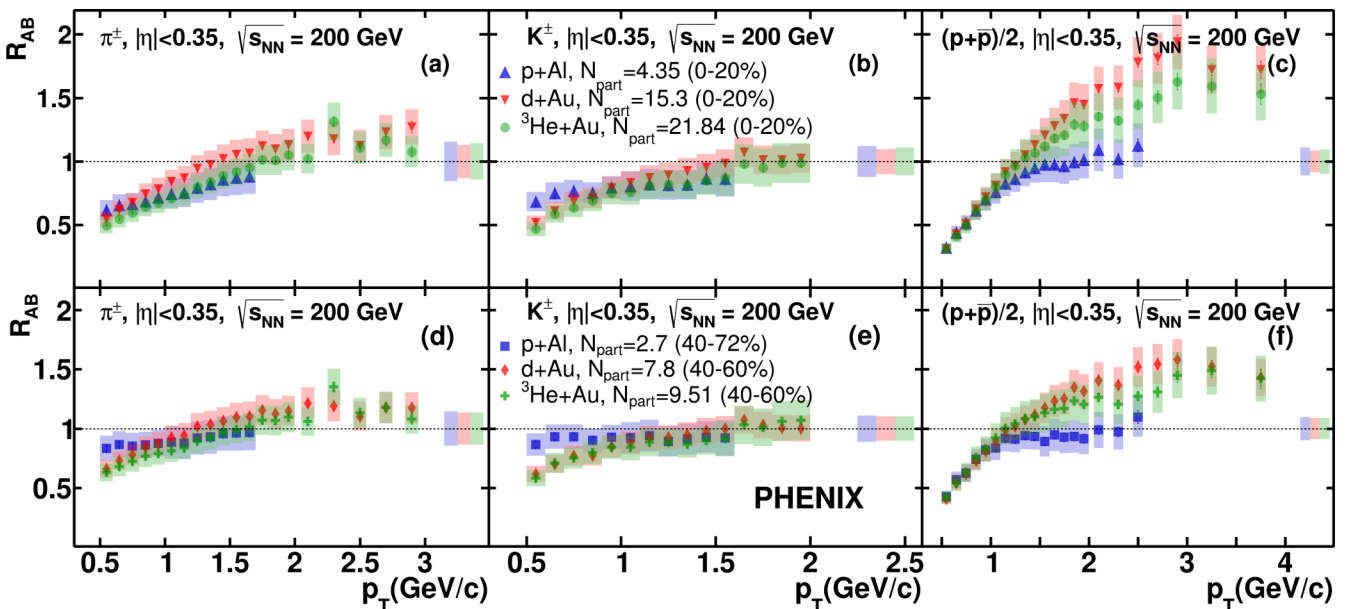 R_AB
2
1.5
1
0.5
π±, |η|<0.35, √s_NN = 200 GeV
(a)
K±, |η|<0.35, √s_NN = 200 GeV
(b)
p+Al, N_part=4.35 (0-20%)
d+Au, N_part=15.3 (0-20%)
³He+Au, N_part=21.84 (0-20%)
(p+p̅)/2, |η|<0.35, √s_NN = 200 GeV
(c)
R_AB
2
1.5
1
0.5
π±, |η|<0.35, √s_NN = 200 GeV
(d)
K±, |η|<0.35, √s_NN = 200 GeV
(e)
p+Al, N_part=2.7 (40-72%)
d+Au, N_part=7.8 (40-60%)
³He+Au, N_part=9.51 (40-60%)
PHENIX
(p+p̅)/2, |η|<0.35, √s_NN = 200 GeV
(f)
0.5 1 1.5 2 2.5 3
0.5 1 1.5 2 2.5
1 2 3 4
p_T(GeV/c)
p_T(GeV/c)
p_T(GeV/c)